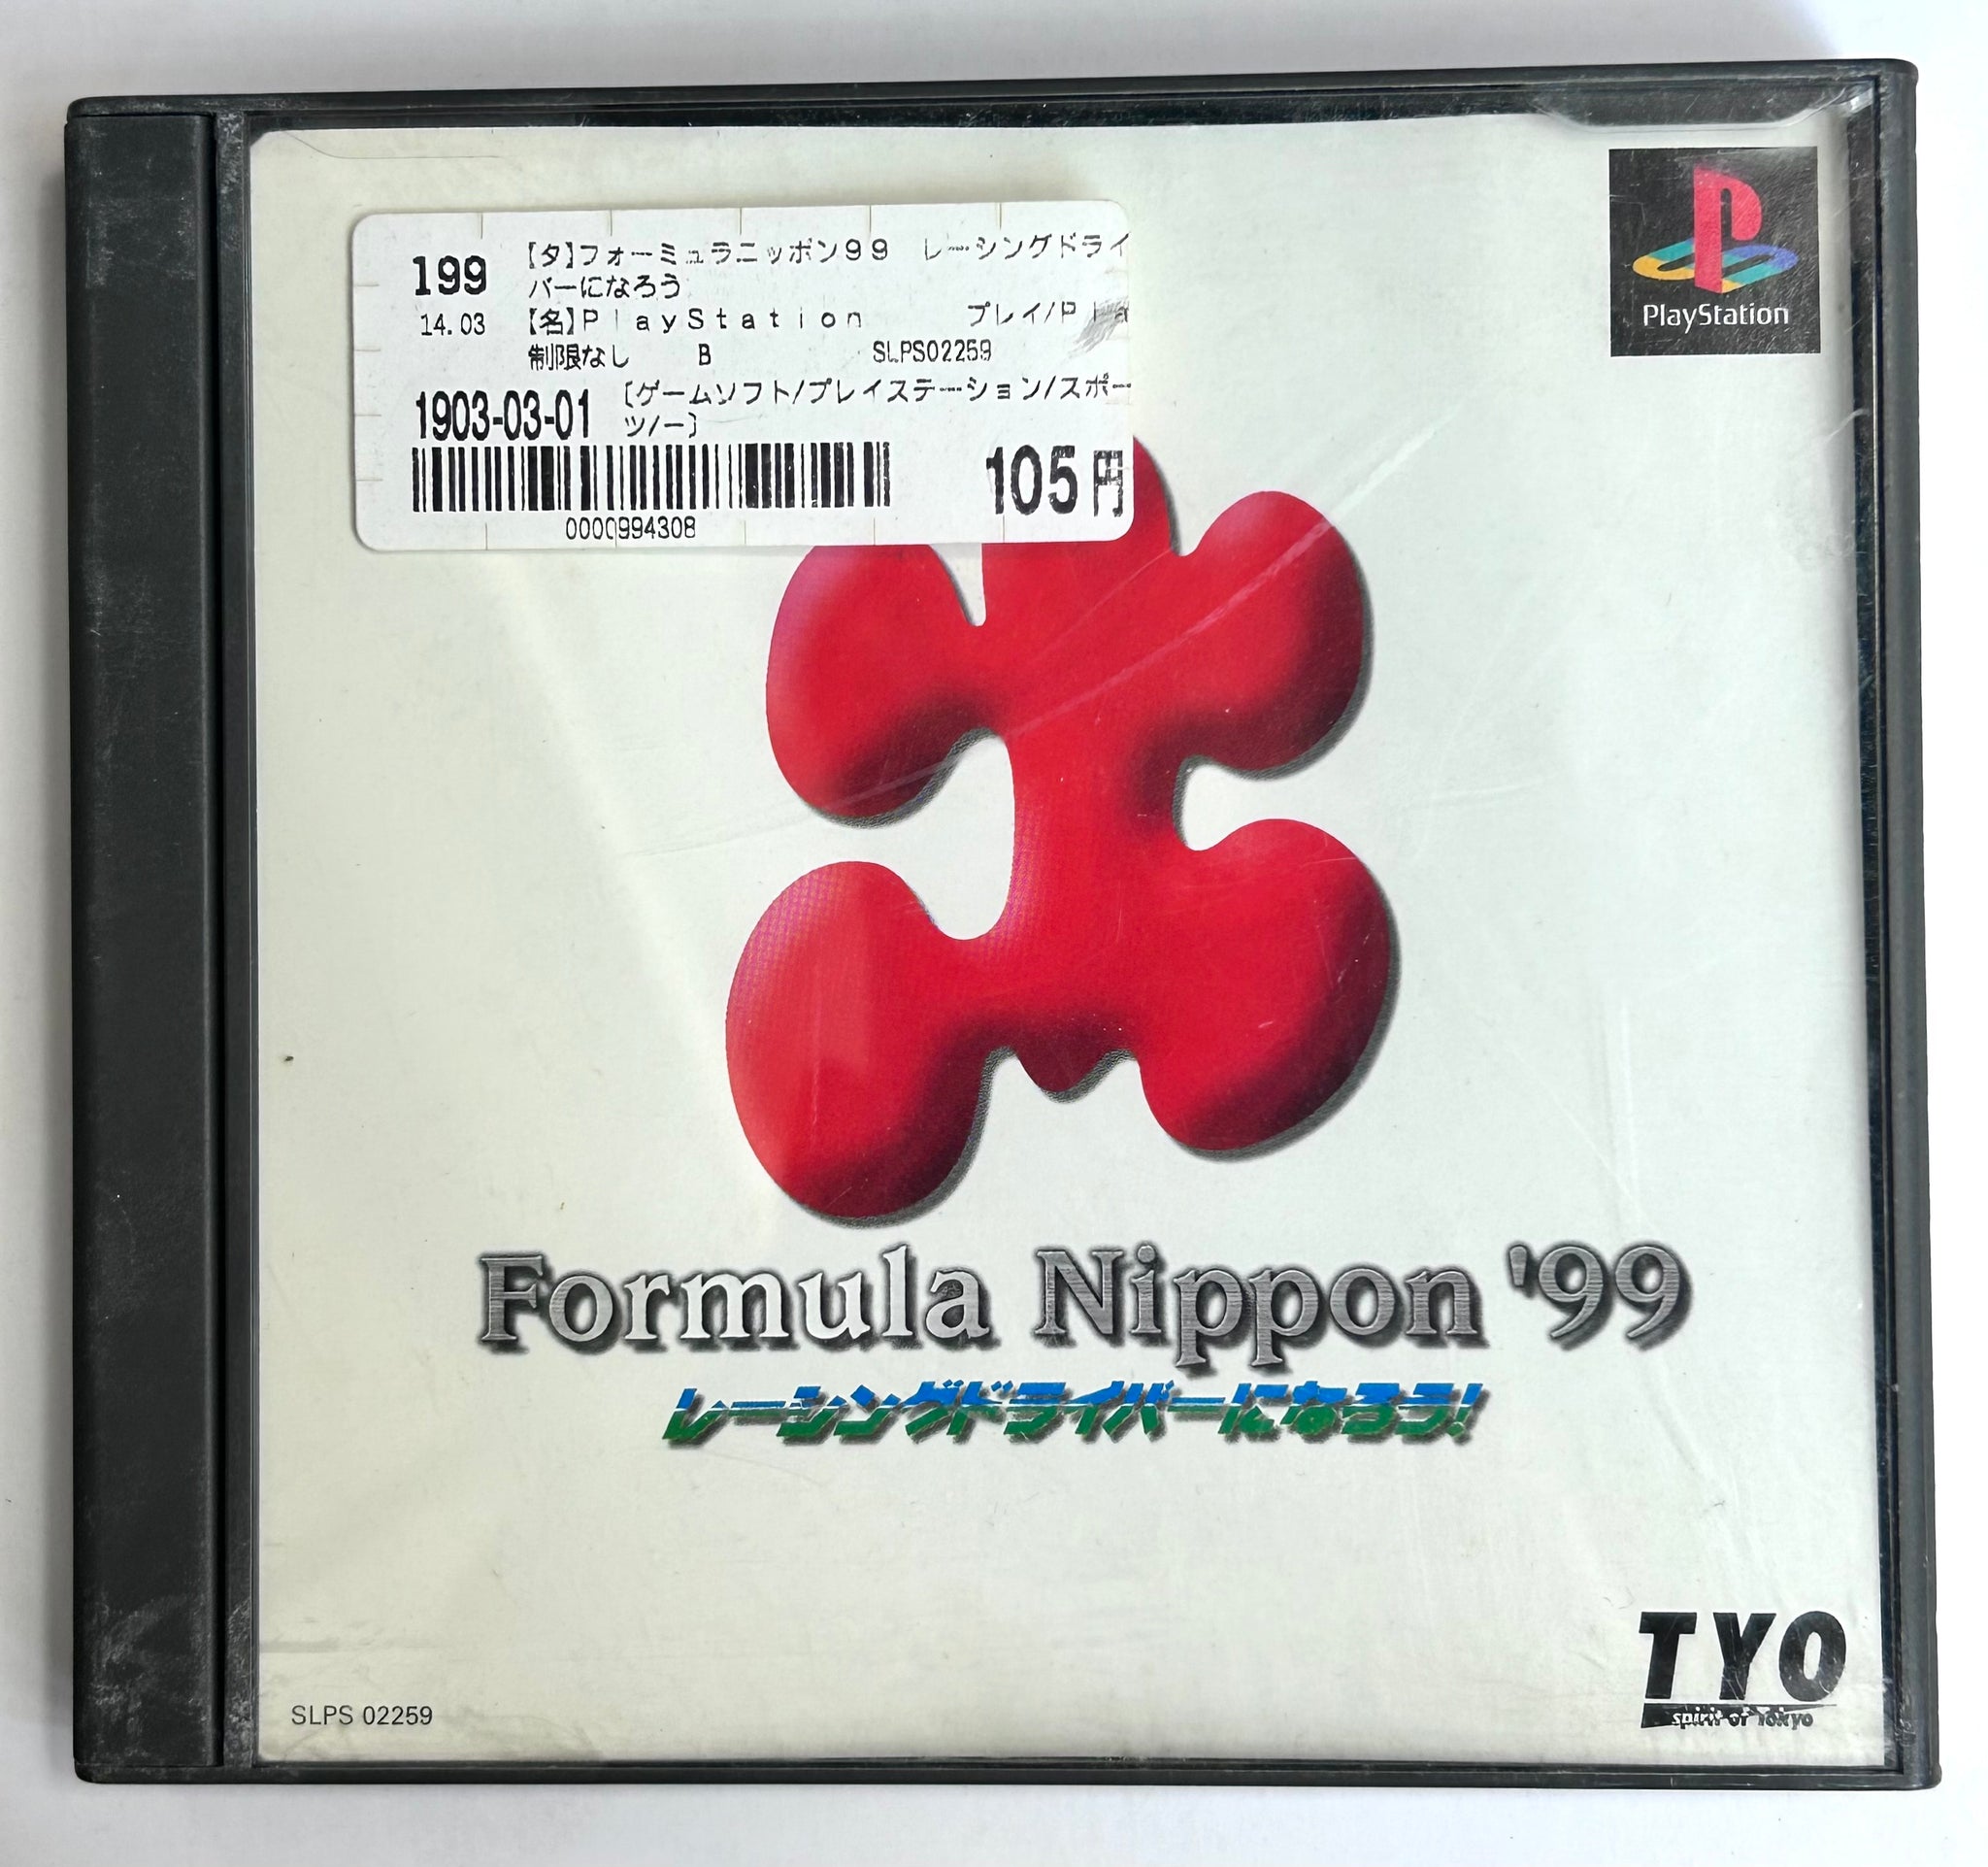 199 【タ】フォーミュラニッポン99 レーシングドライ
バーになろう
14.03 【名】PlayStation プレイ/Pla
制限なし B SLPS02259
1903-03-01 [ゲームソフト/プレイステーション/スポー
ツ/ー]
105円
0000994308
PlayStation
Formula Nippon '99
レーシングドライバーになろう!
TYO
spirit of Tokyo
SLPS 02259